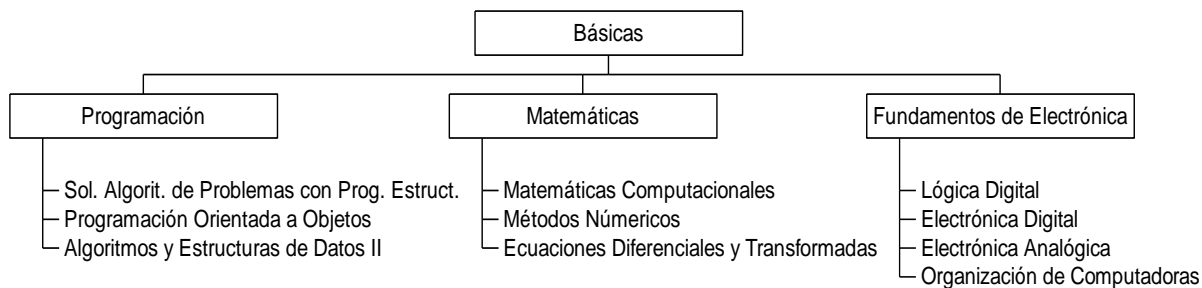 Básicas
Programación
Matemáticas
Fundamentos de Electrónica
Sol. Algorit. de Problemas con Prog. Estruct.
Programación Orientada a Objetos
Algoritmos y Estructuras de Datos II
Matemáticas Computacionales
Métodos Númericos
Ecuaciones Diferenciales y Transformadas
Lógica Digital
Electrónica Digital
Electrónica Analógica
Organización de Computadoras